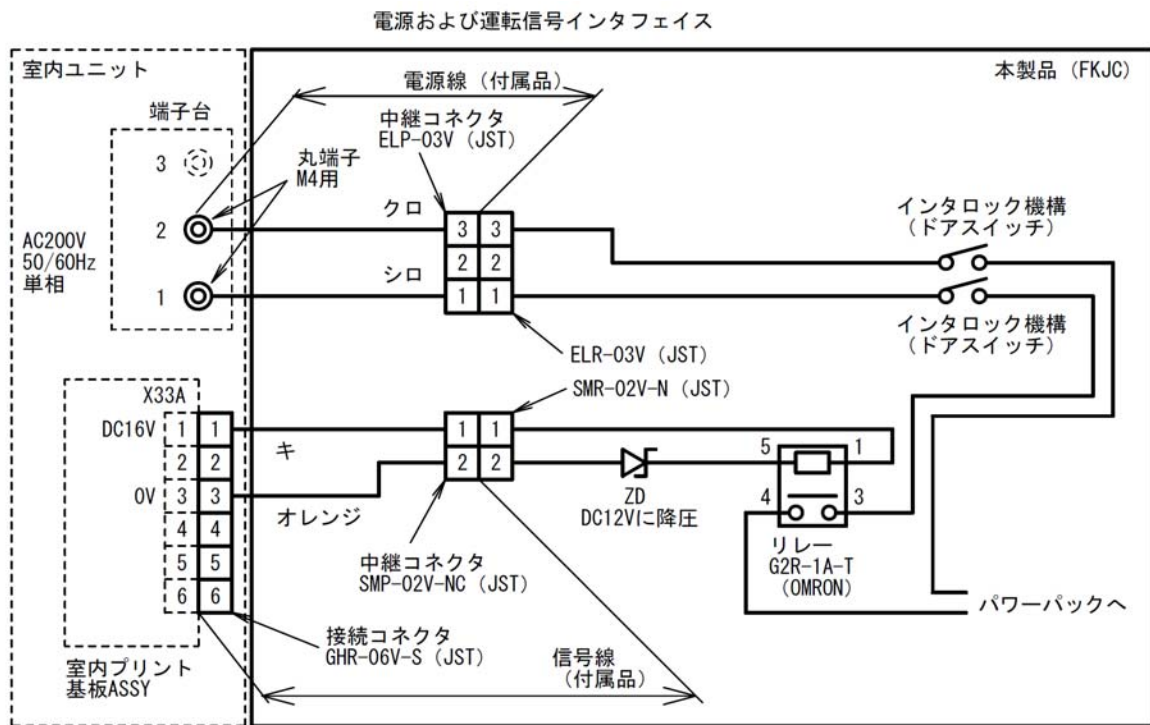 電源および運転信号インタフェイス
室内ユニット
本製品 (FKJC)
電源線 (付属品)
端子台
中継コネクタ
ELP-03V (JST)
3
丸端子
M4用
クロ
インタロック機構
(ドアスイッチ)
2
3 3
AC200V
50/60Hz
単相
2 2
シロ
1
1 1
インタロック機構
(ドアスイッチ)
ELR-03V (JST)
SMR-02V-N (JST)
X33A
DC16V 1 1
キ
1 1
5 1
2 2
2 2
ZD
DC12Vに降圧
0V 3 3
オレンジ
4 3
4 4
リレー
G2R-1A-T
(OMRON)
中継コネクタ
SMP-02V-NC (JST)
5 5
6 6
パワーパックへ
接続コネクタ
GHR-06V-S (JST)
信号線
(付属品)
室内プリント
基板ASSY